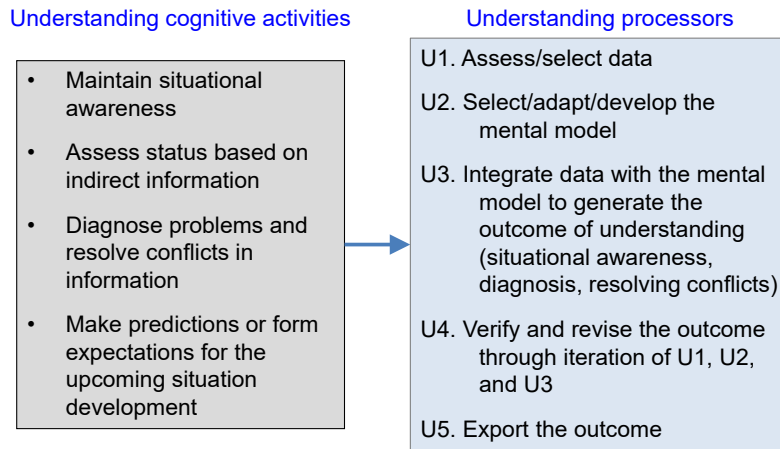 Understanding cognitive activities
• Maintain situational
awareness
• Assess status based on
indirect information
• Diagnose problems and
resolve conflicts in
information
• Make predictions or form
expectations for the
upcoming situation
development
Understanding processors
U1. Assess/select data
U2. Select/adapt/develop the
mental model
U3. Integrate data with the mental
model to generate the
outcome of understanding
(situational awareness,
diagnosis, resolving conflicts)
U4. Verify and revise the outcome
through iteration of U1, U2,
and U3
U5. Export the outcome